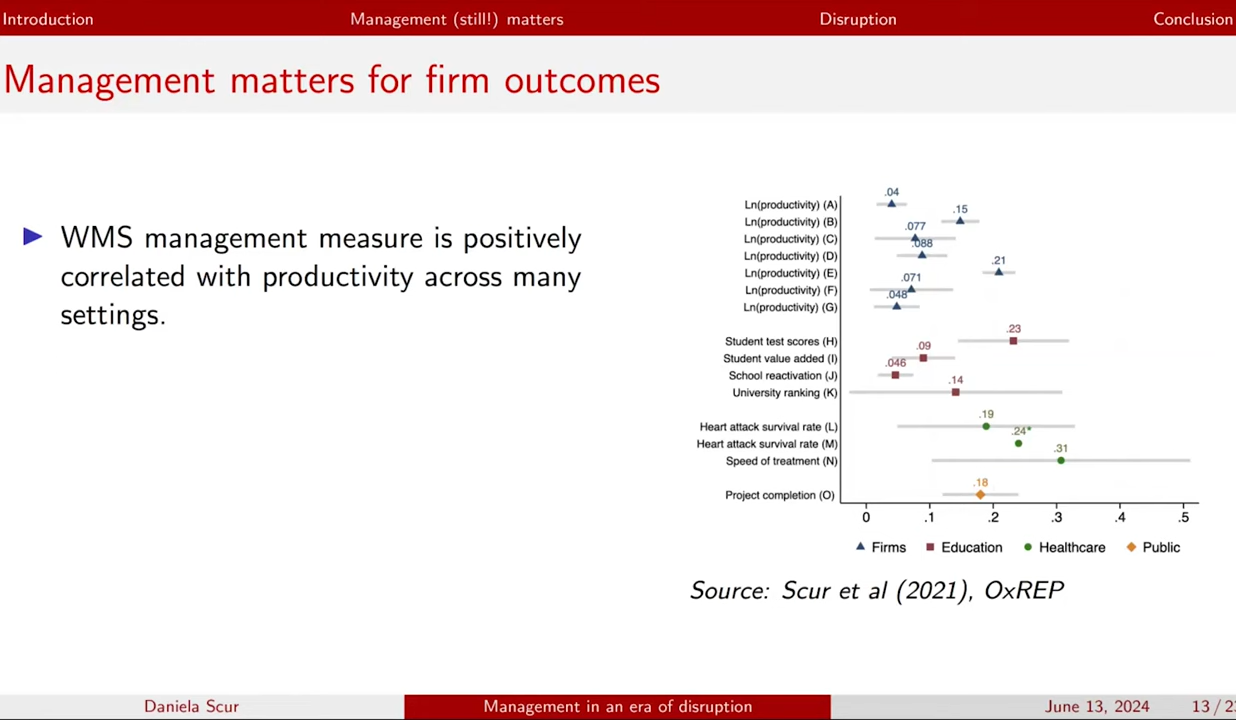 Introduction Management (still!) matters Disruption Conclusion
Management matters for firm outcomes
WMS management measure is positively
correlated with productivity across many
settings.
Ln(productivity) (A) .04
Ln(productivity) (B) .15
Ln(productivity) (C) .077
Ln(productivity) (D) .088
Ln(productivity) (E) .21
Ln(productivity) (F) .071
Ln(productivity) (G) .048
Student test scores (H) .23
Student value added (I) .09
School reactivation (J) .046
University ranking (K) .14
Heart attack survival rate (L) .19
Heart attack survival rate (M) .24*
Speed of treatment (N) .31
Project completion (O) .18
0 .1 .2 .3 .4 .5
Firms Education Healthcare Public
Source: Scur et al (2021), OxREP
Daniela Scur Management in an era of disruption June 13, 2024 13 /